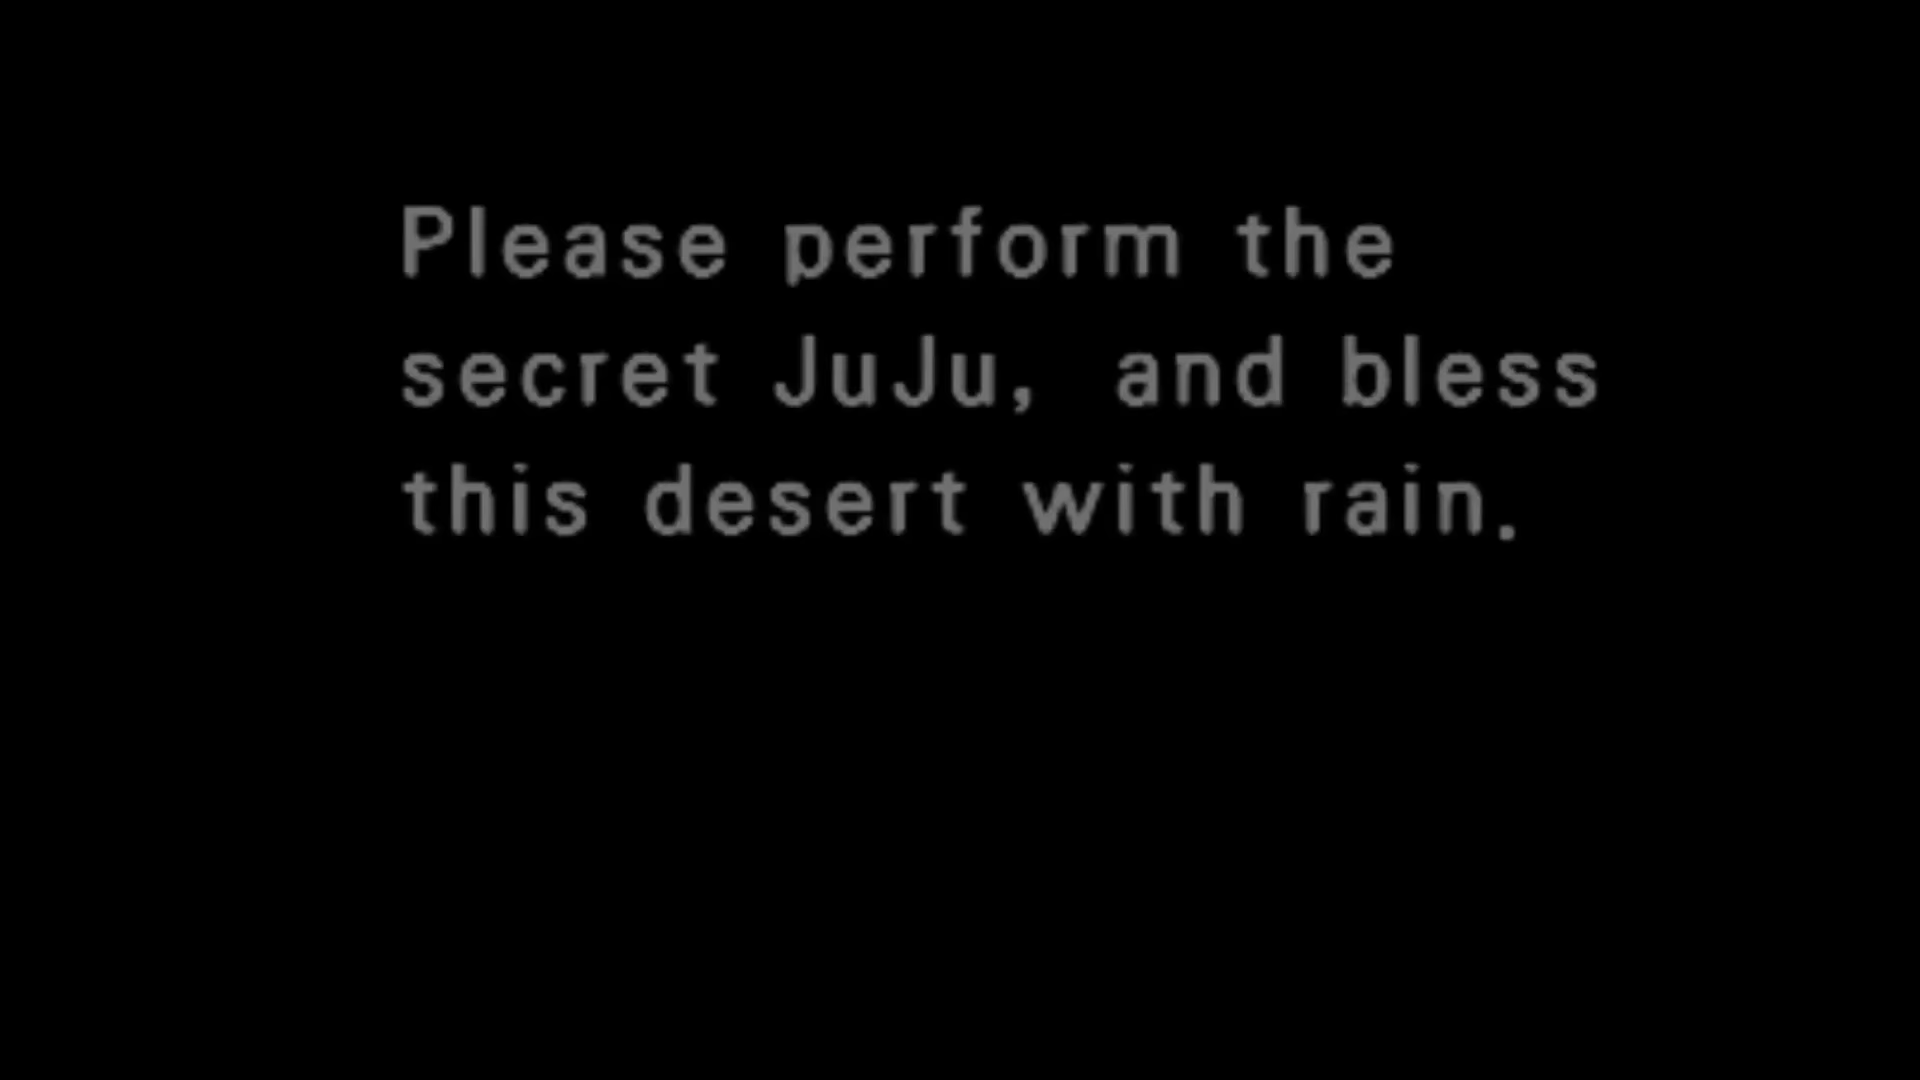 Please perform the
secret JuJu, and bless
this desert with rain.